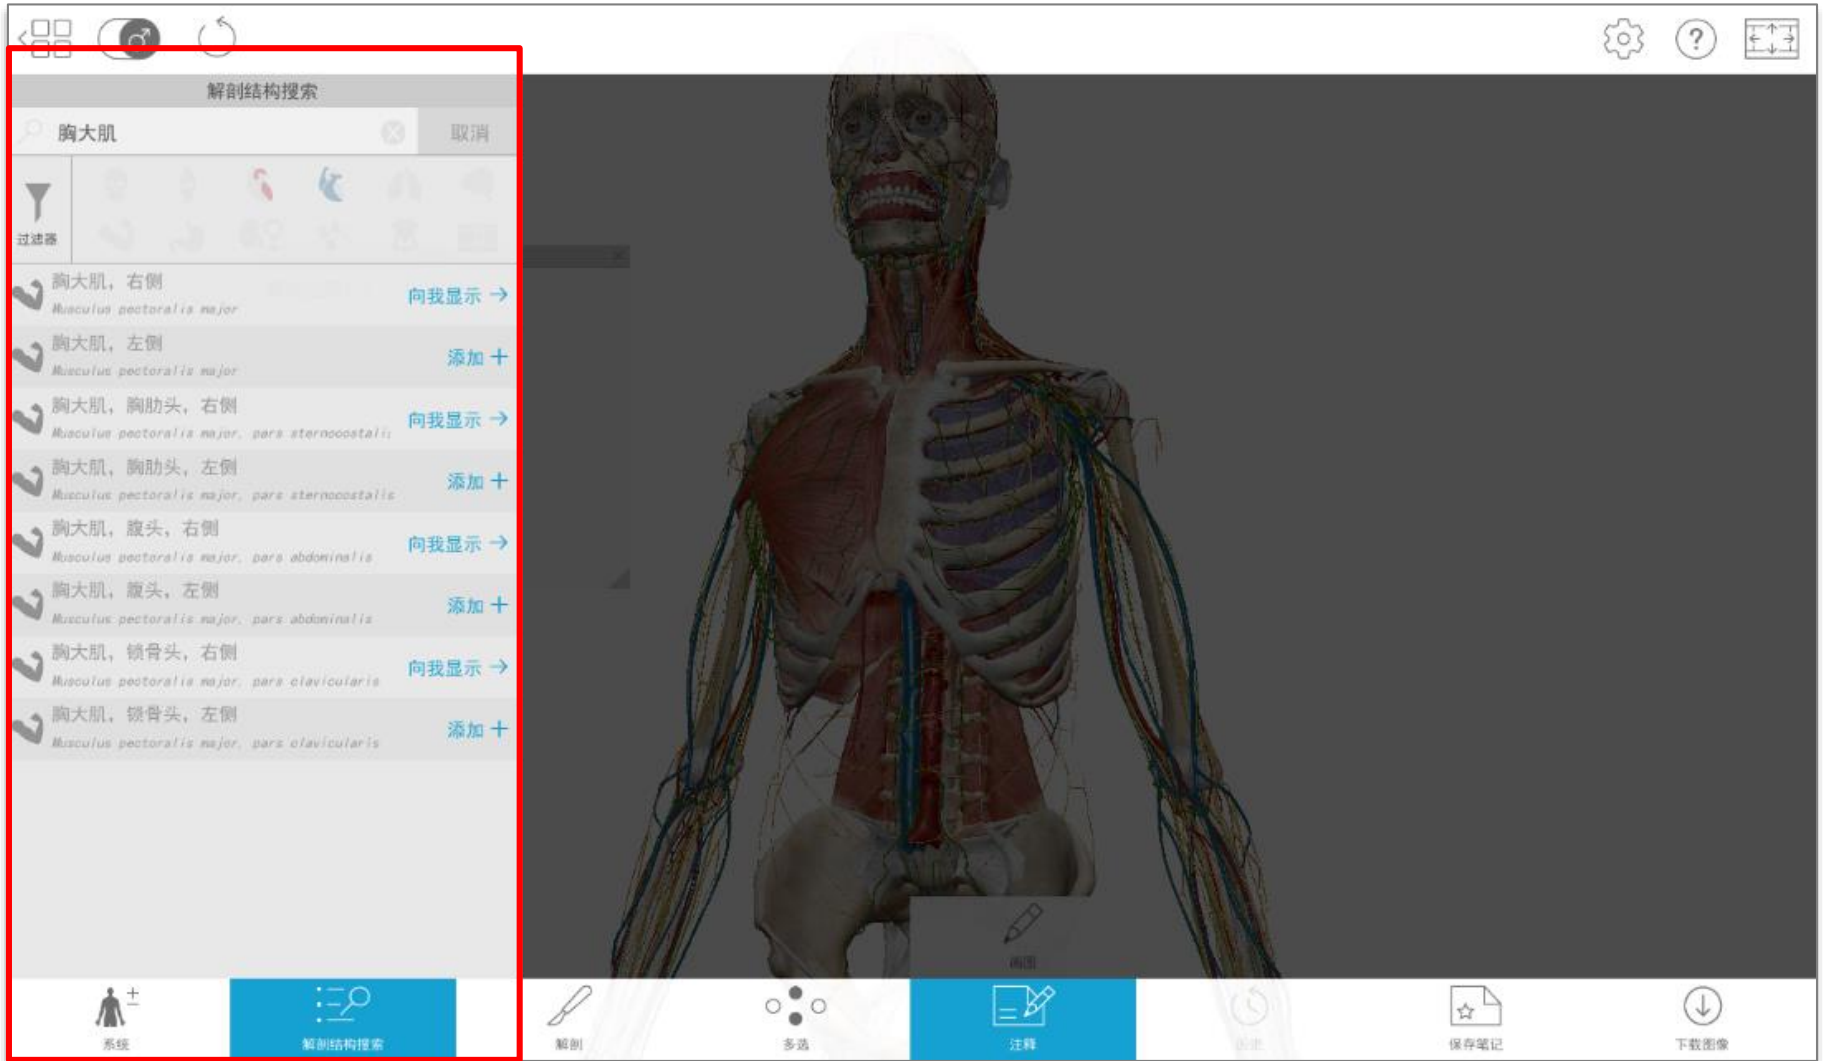 解剖结构搜索
胸大肌
取消
过滤器
胸大肌, 右侧
Musculus pectoralis major
向我显示 →
胸大肌, 左侧
Musculus pectoralis major
添加 +
胸大肌, 胸肋头, 右侧
Musculus pectoralis major, pars sternocostalis
向我显示 →
胸大肌, 胸肋头, 左侧
Musculus pectoralis major, pars sternocostalis
添加 +
胸大肌, 腹头, 右侧
Musculus pectoralis major, pars abdominalis
向我显示 →
胸大肌, 腹头, 左侧
Musculus pectoralis major, pars abdominalis
添加 +
胸大肌, 锁骨头, 右侧
Musculus pectoralis major, pars clavicularis
向我显示 →
胸大肌, 锁骨头, 左侧
Musculus pectoralis major, pars clavicularis
添加 +
画图
系统
解剖结构搜索
解剖
多选
注释
历史
保存笔记
下载图像